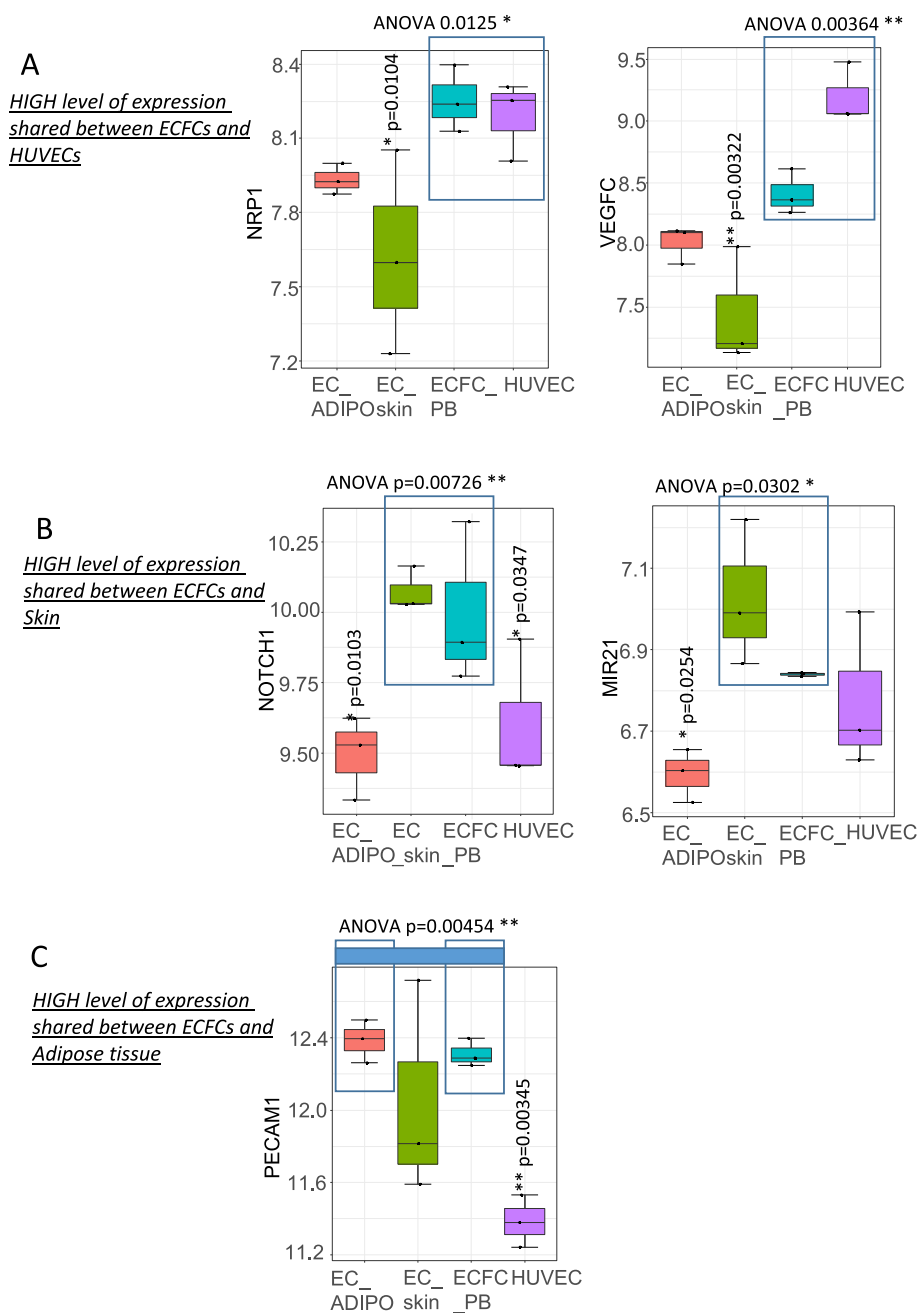 A
HIGH level of expression
shared between ECFCs and
HUVECs
ANOVA 0.0125 *
NRP1
8.4
8.1
7.8
7.5
7.2
* p=0.0104
EC_ EC_ ECFC_ HUVEC
ADIPO skin PB
ANOVA 0.00364 **
VEGFC
9.5
9.0
8.5
8.0
7.5
** p=0.00322
EC_ EC_ ECFC HUVEC
ADIPO skin _PB
B
HIGH level of expression
shared between ECFCs and
Skin
ANOVA p=0.00726 **
NOTCH1
10.25
10.00
9.75
9.50
* p=0.0103
* p=0.0347
EC_ EC ECFC HUVEC
ADIPO _skin _PB
ANOVA p=0.0302 *
MIR21
7.1
6.9
6.7
6.5
* p=0.0254
EC_ EC_ ECFC_ HUVEC
ADIPO skin PB
C
HIGH level of expression
shared between ECFCs and
Adipose tissue
ANOVA p=0.00454 **
PECAM1
12.4
12.0
11.6
11.2
** p=0.00345
EC_ EC_ ECFC HUVEC
ADIPO skin _PB